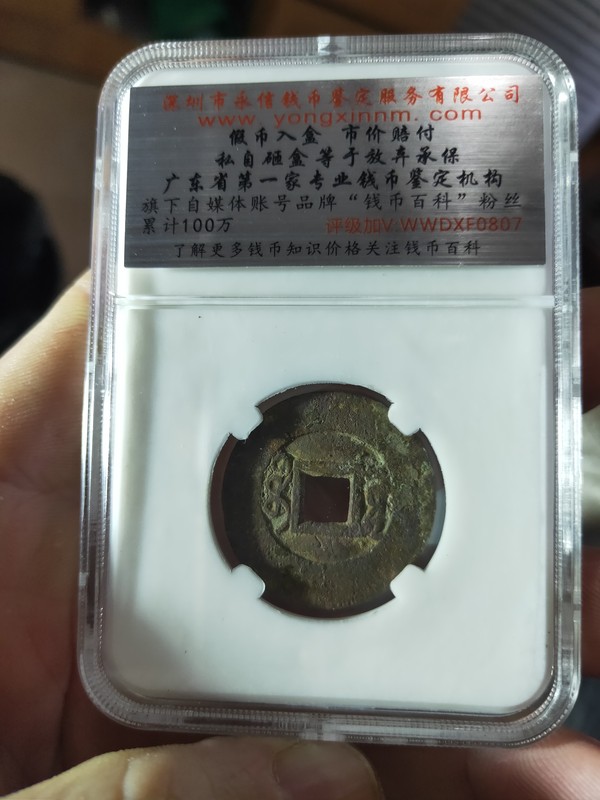 深圳市永信钱币鉴定服务有限公司
www.yongxinnm.com
假币入盒 市价赔付
私自砸盒等于放弃承保
广东省第一家专业钱币鉴定机构
旗下自媒体账号品牌“钱币百科”粉丝
累计100万 评级加V:WWDXF0807
了解更多钱币知识价格关注钱币百科